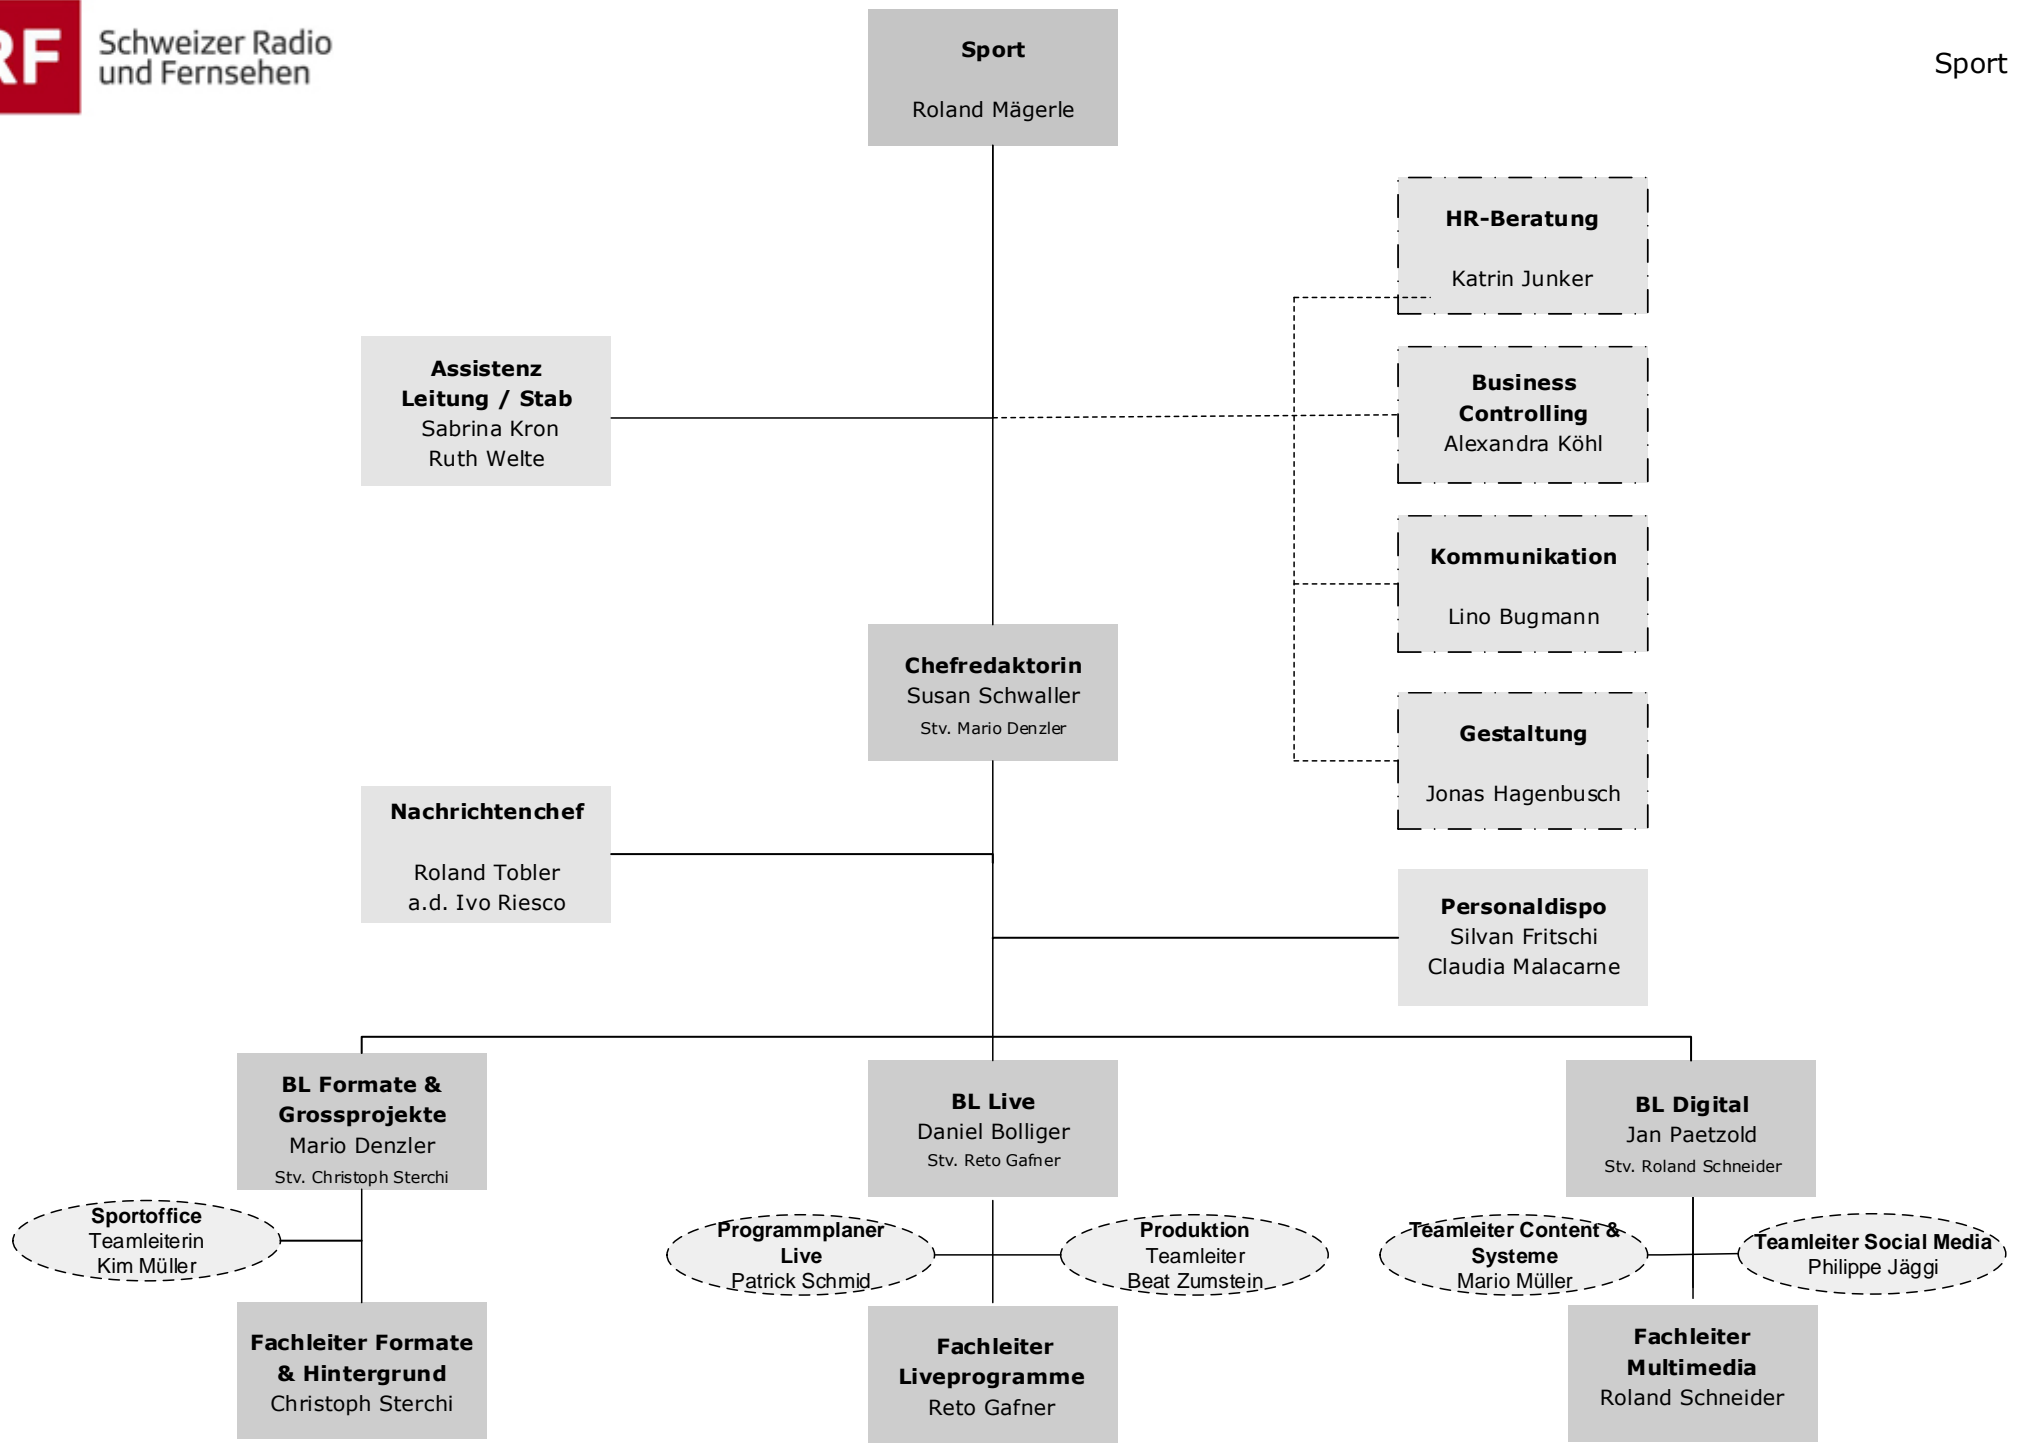 RF
Schweizer Radio
und Fernsehen
Sport
Sport
Roland Mägerle
HR-Beratung
Katrin Junker
Assistenz
Leitung / Stab
Sabrina Kron
Ruth Welte
Business
Controlling
Alexandra Köhl
Kommunikation
Lino Bugmann
Chefredaktorin
Susan Schwaller
Stv. Mario Denzler
Gestaltung
Jonas Hagenbusch
Nachrichtenchef
Roland Tobler
a.d. Ivo Riesco
Personaldispo
Silvan Fritschi
Claudia Malacarne
BL Formate &
Grossprojekte
Mario Denzler
Stv. Christoph Sterchi
BL Live
Daniel Bolliger
Stv. Reto Gafner
BL Digital
Jan Paetzold
Stv. Roland Schneider
Sportoffice
Teamleiterin
Kim Müller
Programmplaner
Live
Patrick Schmid
Produktion
Teamleiter
Beat Zumstein
Teamleiter Content &
Systeme
Mario Müller
Teamleiter Social Media
Philippe Jäggi
Fachleiter Formate
& Hintergrund
Christoph Sterchi
Fachleiter
Liveprogramme
Reto Gafner
Fachleiter
Multimedia
Roland Schneider